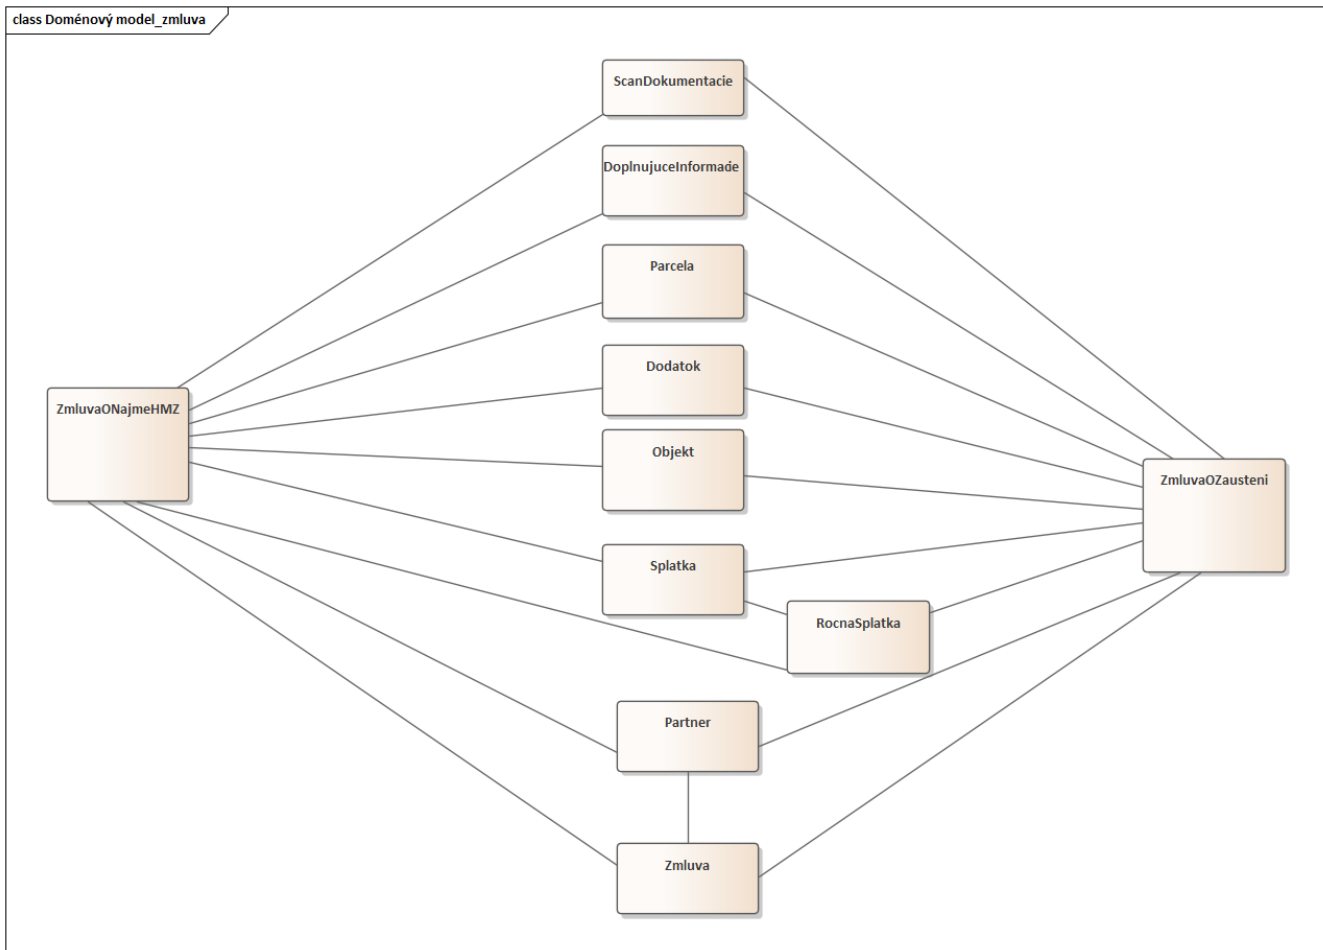 class Doménový model_zmluva
ScanDokumentacie
DoplnujuceInformacie
Parcela
Dodatok
ZmluvaONajmeHMZ
Objekt
ZmluvaOZausteni
Splatka
RocnaSplatka
Partner
Zmluva